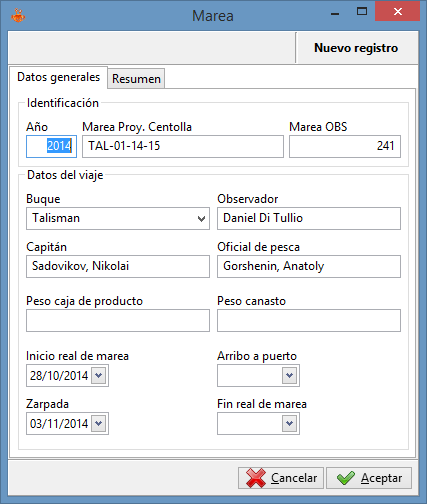 Marea
Nuevo registro
Datos generales Resumen
Identificación
Año Marea Proy. Centolla Marea OBS
2014 TAL-01-14-15 241
Datos del viaje
Buque Observador
Talisman Daniel Di Tullio
Capitán Oficial de pesca
Sadovikov, Nikolai Gorshenin, Anatoly
Peso caja de producto Peso canasto
Inicio real de marea Arribo a puerto
28/10/2014
Zarpada Fin real de marea
03/11/2014
Cancelar Aceptar